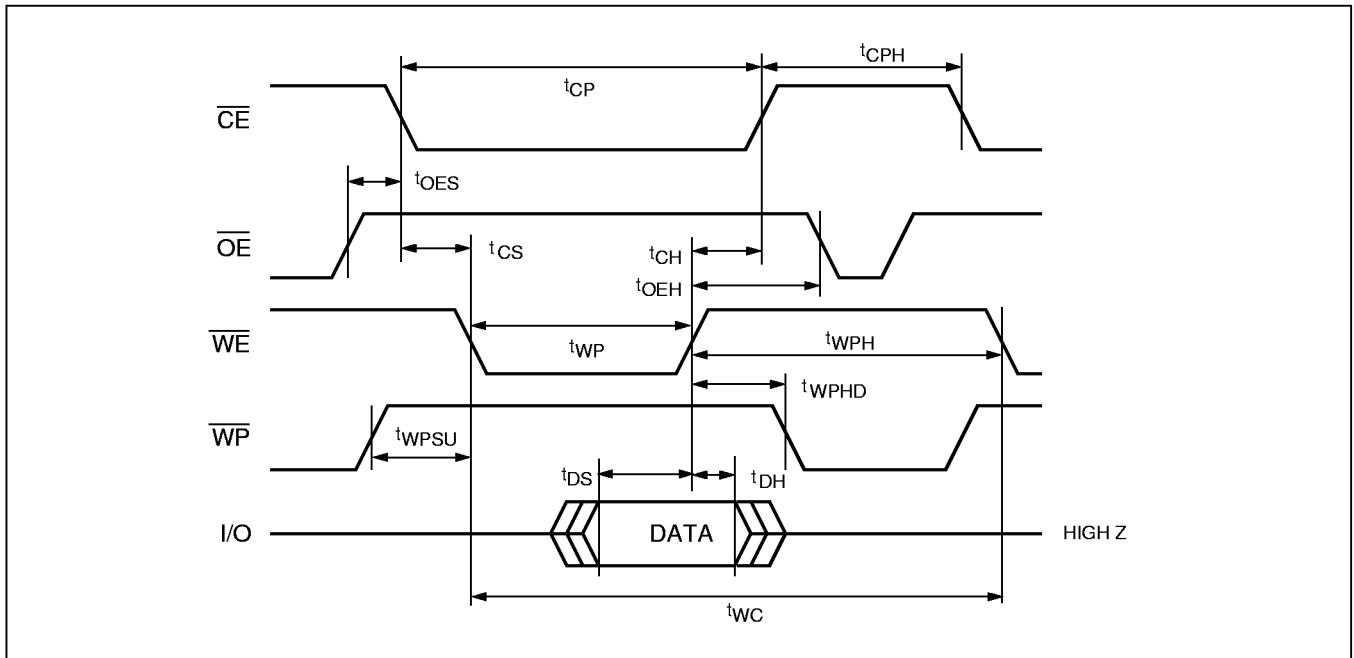 tCPH
tCP
CE
tOES
OE
tCS
tCH
tOEH
WE
tWP
tWPH
tWPHD
WP
tWPSU
tDS
tDH
I/O
DATA
HIGH Z
tWC